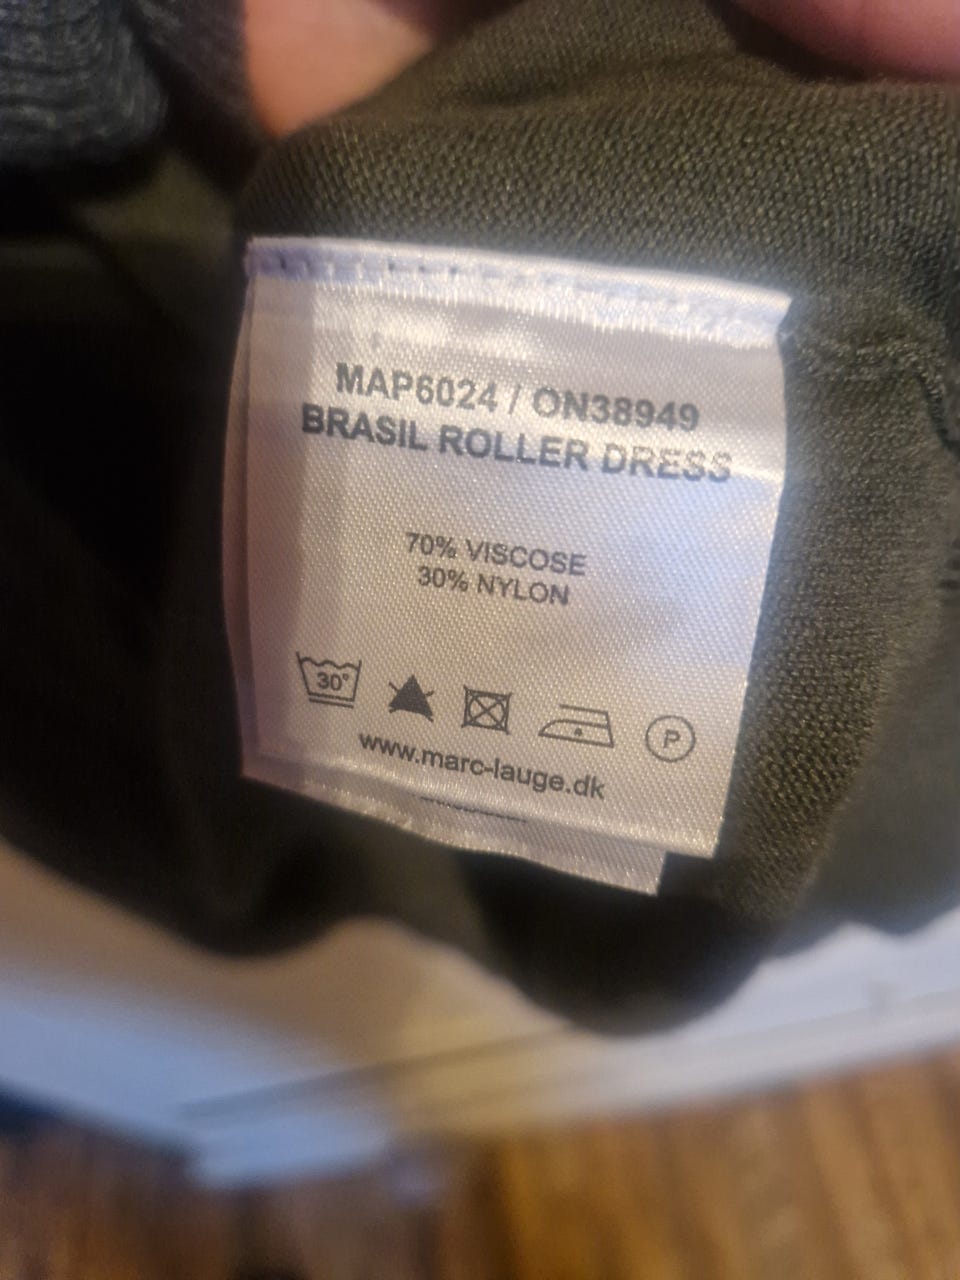 MAP6024 / ON38949
BRASIL ROLLER DRESS
70% VISCOSE
30% NYLON
30°
P
www.marc-lauge.dk